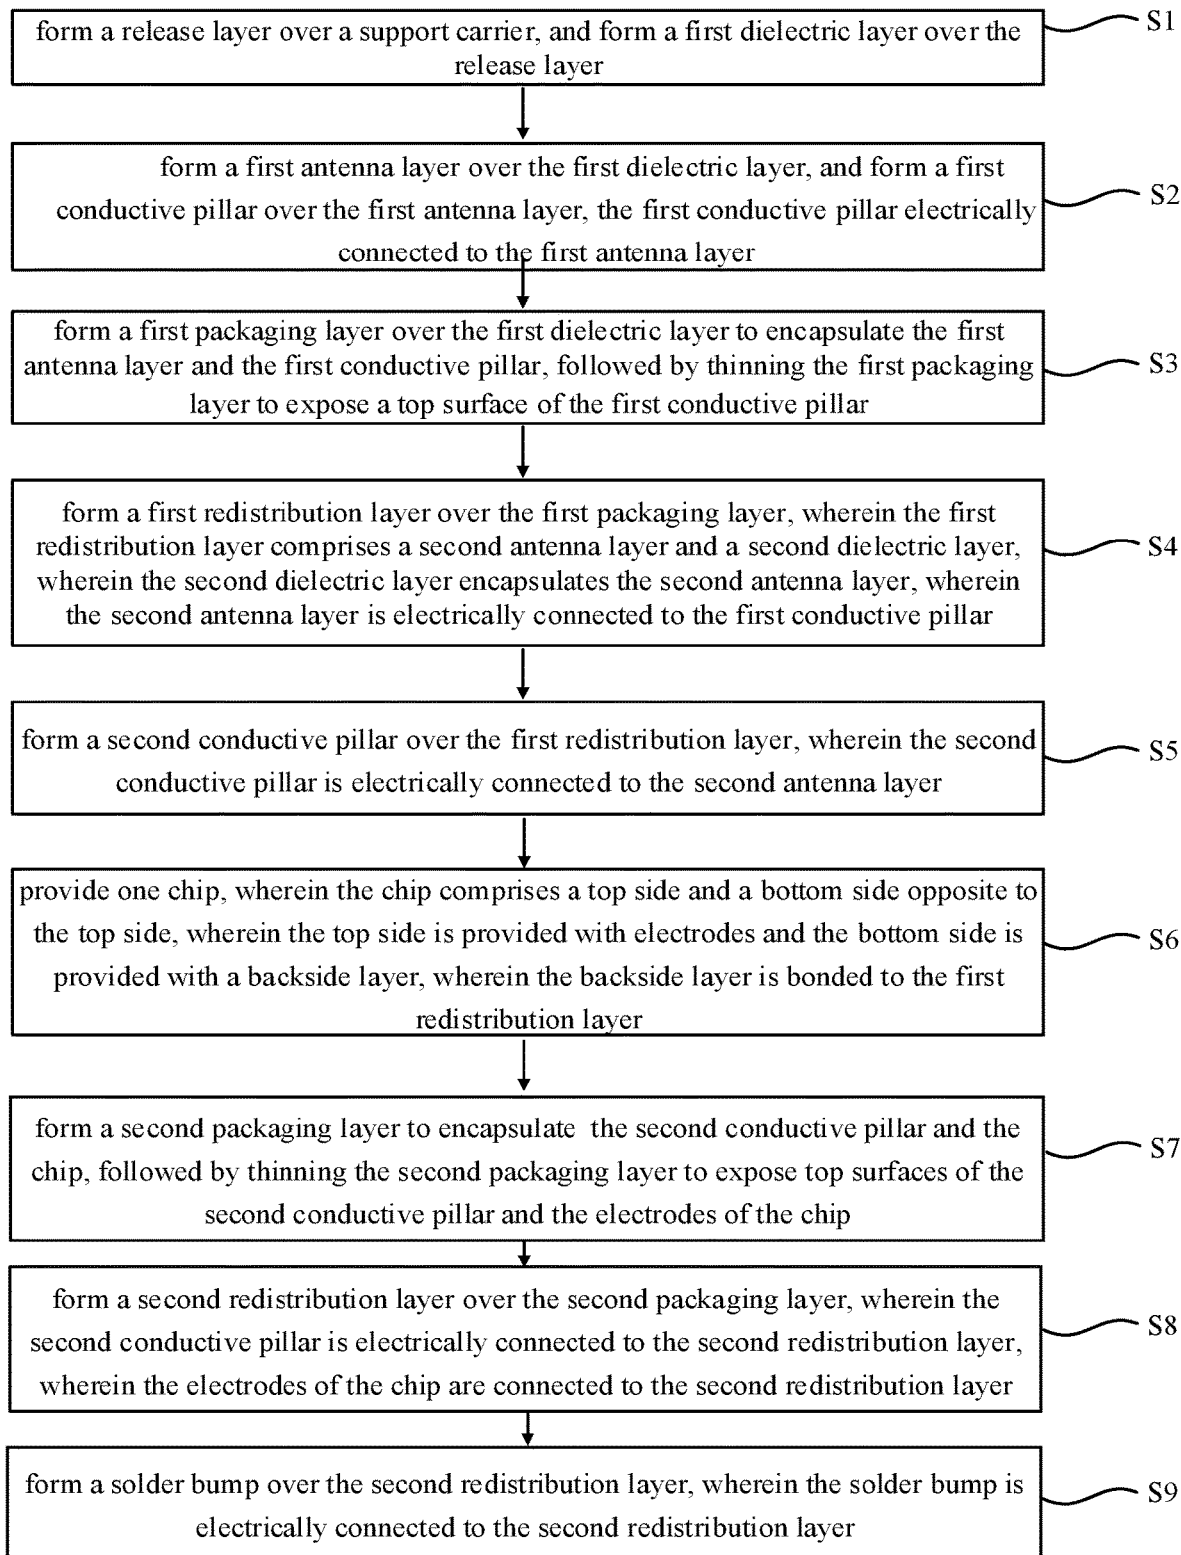 form a release layer over a support carrier, and form a first dielectric layer over the
release layer
S1
form a first antenna layer over the first dielectric layer, and form a first
conductive pillar over the first antenna layer, the first conductive pillar electrically
connected to the first antenna layer
S2
form a first packaging layer over the first dielectric layer to encapsulate the first
antenna layer and the first conductive pillar, followed by thinning the first packaging
layer to expose a top surface of the first conductive pillar
S3
form a first redistribution layer over the first packaging layer, wherein the first
redistribution layer comprises a second antenna layer and a second dielectric layer,
wherein the second dielectric layer encapsulates the second antenna layer, wherein
the second antenna layer is electrically connected to the first conductive pillar
S4
form a second conductive pillar over the first redistribution layer, wherein the second
conductive pillar is electrically connected to the second antenna layer
S5
provide one chip, wherein the chip comprises a top side and a bottom side opposite to
the top side, wherein the top side is provided with electrodes and the bottom side is
provided with a backside layer, wherein the backside layer is bonded to the first
redistribution layer
S6
form a second packaging layer to encapsulate the second conductive pillar and the
chip, followed by thinning the second packaging layer to expose top surfaces of the
second conductive pillar and the electrodes of the chip
S7
form a second redistribution layer over the second packaging layer, wherein the
second conductive pillar is electrically connected to the second redistribution layer,
wherein the electrodes of the chip are connected to the second redistribution layer
S8
form a solder bump over the second redistribution layer, wherein the solder bump is
electrically connected to the second redistribution layer
S9